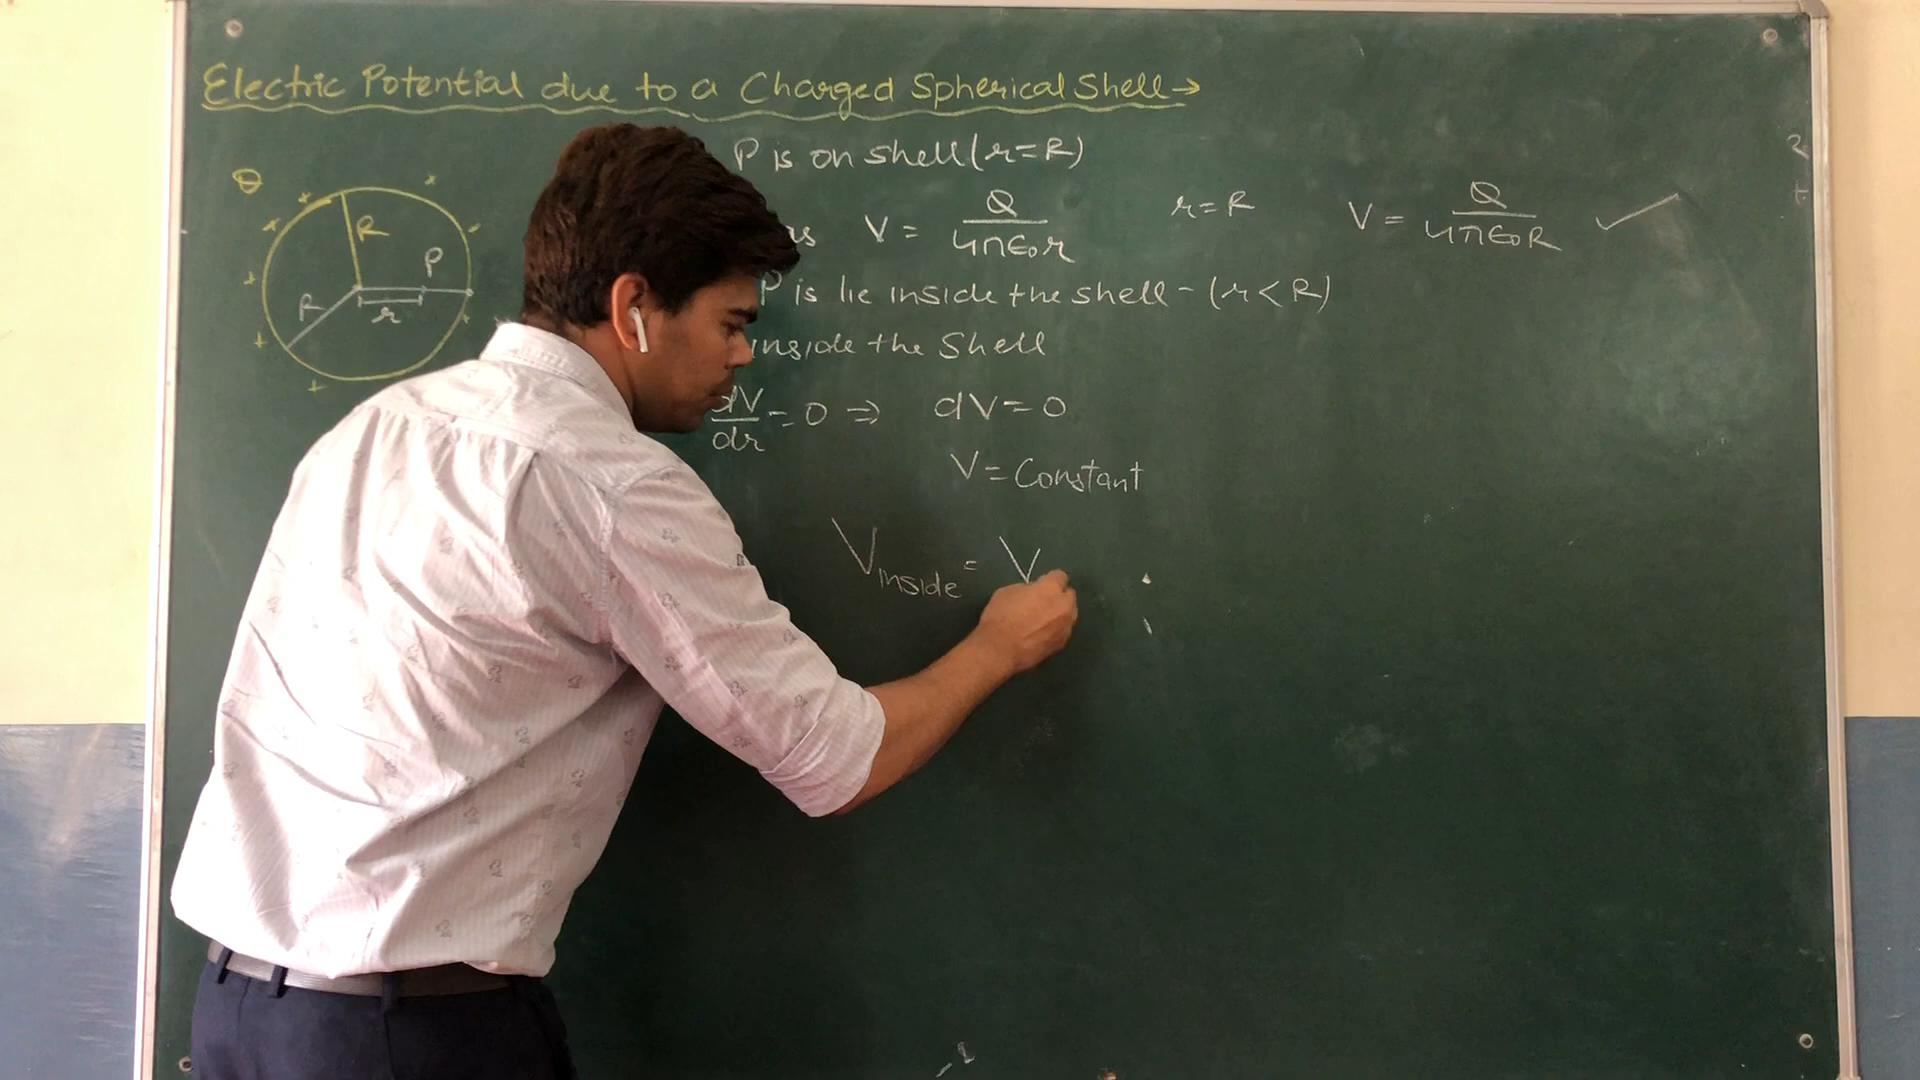 Electric Potential due to a Charged Spherical Shell→
P is on shell (r=R)
as V = Q/4πϵ₀r r=R V = Q/4πϵ₀R ✓
P is lie inside the shell - (r < R)
inside the Shell
dV/dr = 0 ⇒ dV = 0
V = Constant
V inside = V
Q
R
P
R
r